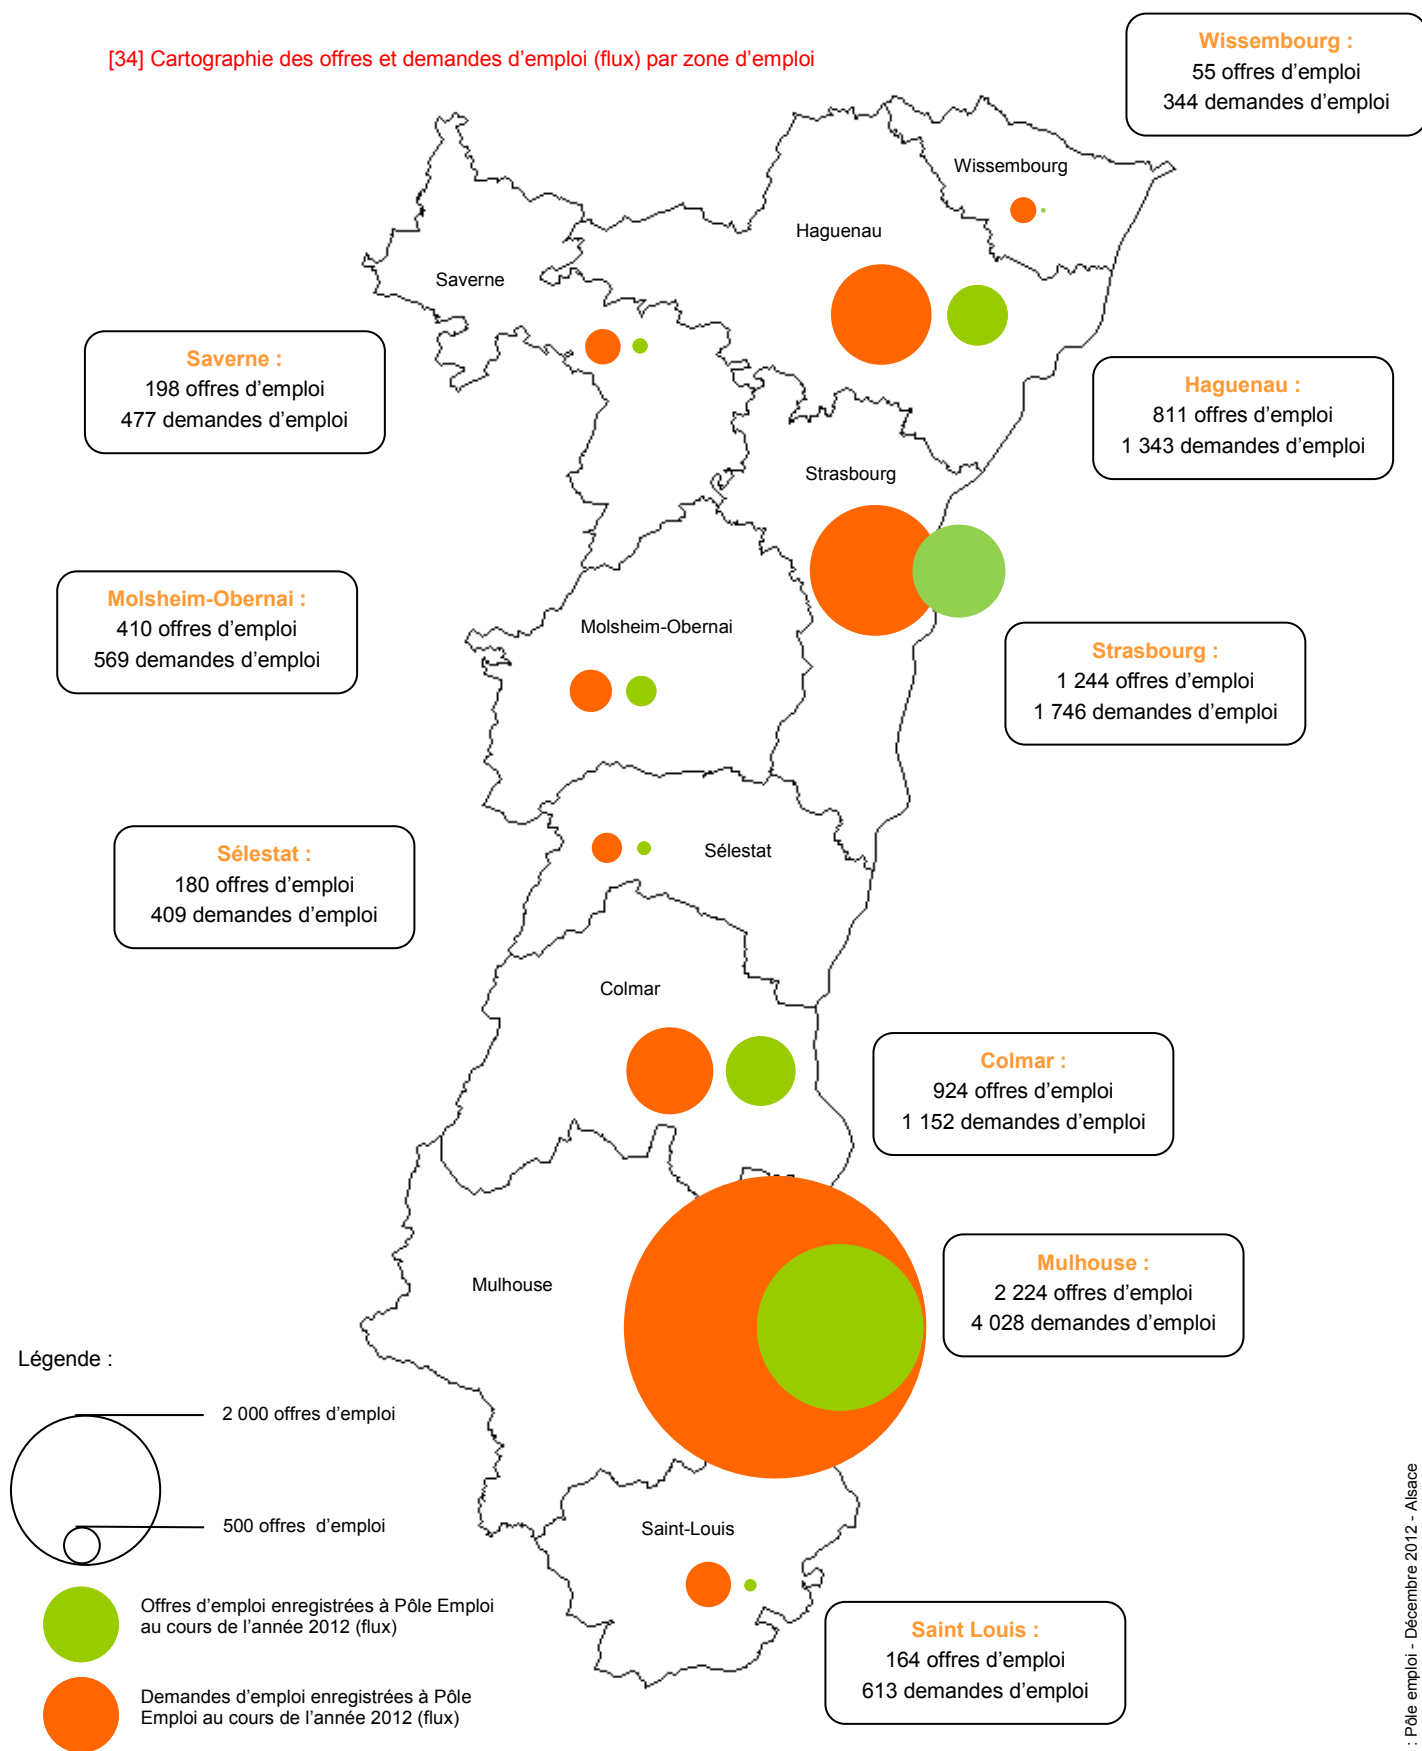 [34] Cartographie des offres et demandes d'emploi (flux) par zone d'emploi
Wissembourg :
55 offres d'emploi
344 demandes d'emploi
Wissembourg
Haguenau
Saverne
Saverne :
198 offres d'emploi
477 demandes d'emploi
Haguenau :
811 offres d'emploi
1 343 demandes d'emploi
Strasbourg
Molsheim-Obernai :
410 offres d'emploi
569 demandes d'emploi
Molsheim-Obernai
Strasbourg :
1 244 offres d'emploi
1 746 demandes d'emploi
Sélestat :
180 offres d'emploi
409 demandes d'emploi
Sélestat
Colmar
Colmar :
924 offres d'emploi
1 152 demandes d'emploi
Mulhouse
Mulhouse :
2 224 offres d'emploi
4 028 demandes d'emploi
Légende :
2 000 offres d'emploi
500 offres d'emploi
Saint-Louis
Offres d'emploi enregistrées à Pôle Emploi
au cours de l'année 2012 (flux)
Saint Louis :
164 offres d'emploi
613 demandes d'emploi
Demandes d'emploi enregistrées à Pôle
Emploi au cours de l'année 2012 (flux)
: Pôle emploi - Décembre 2012 - Alsace